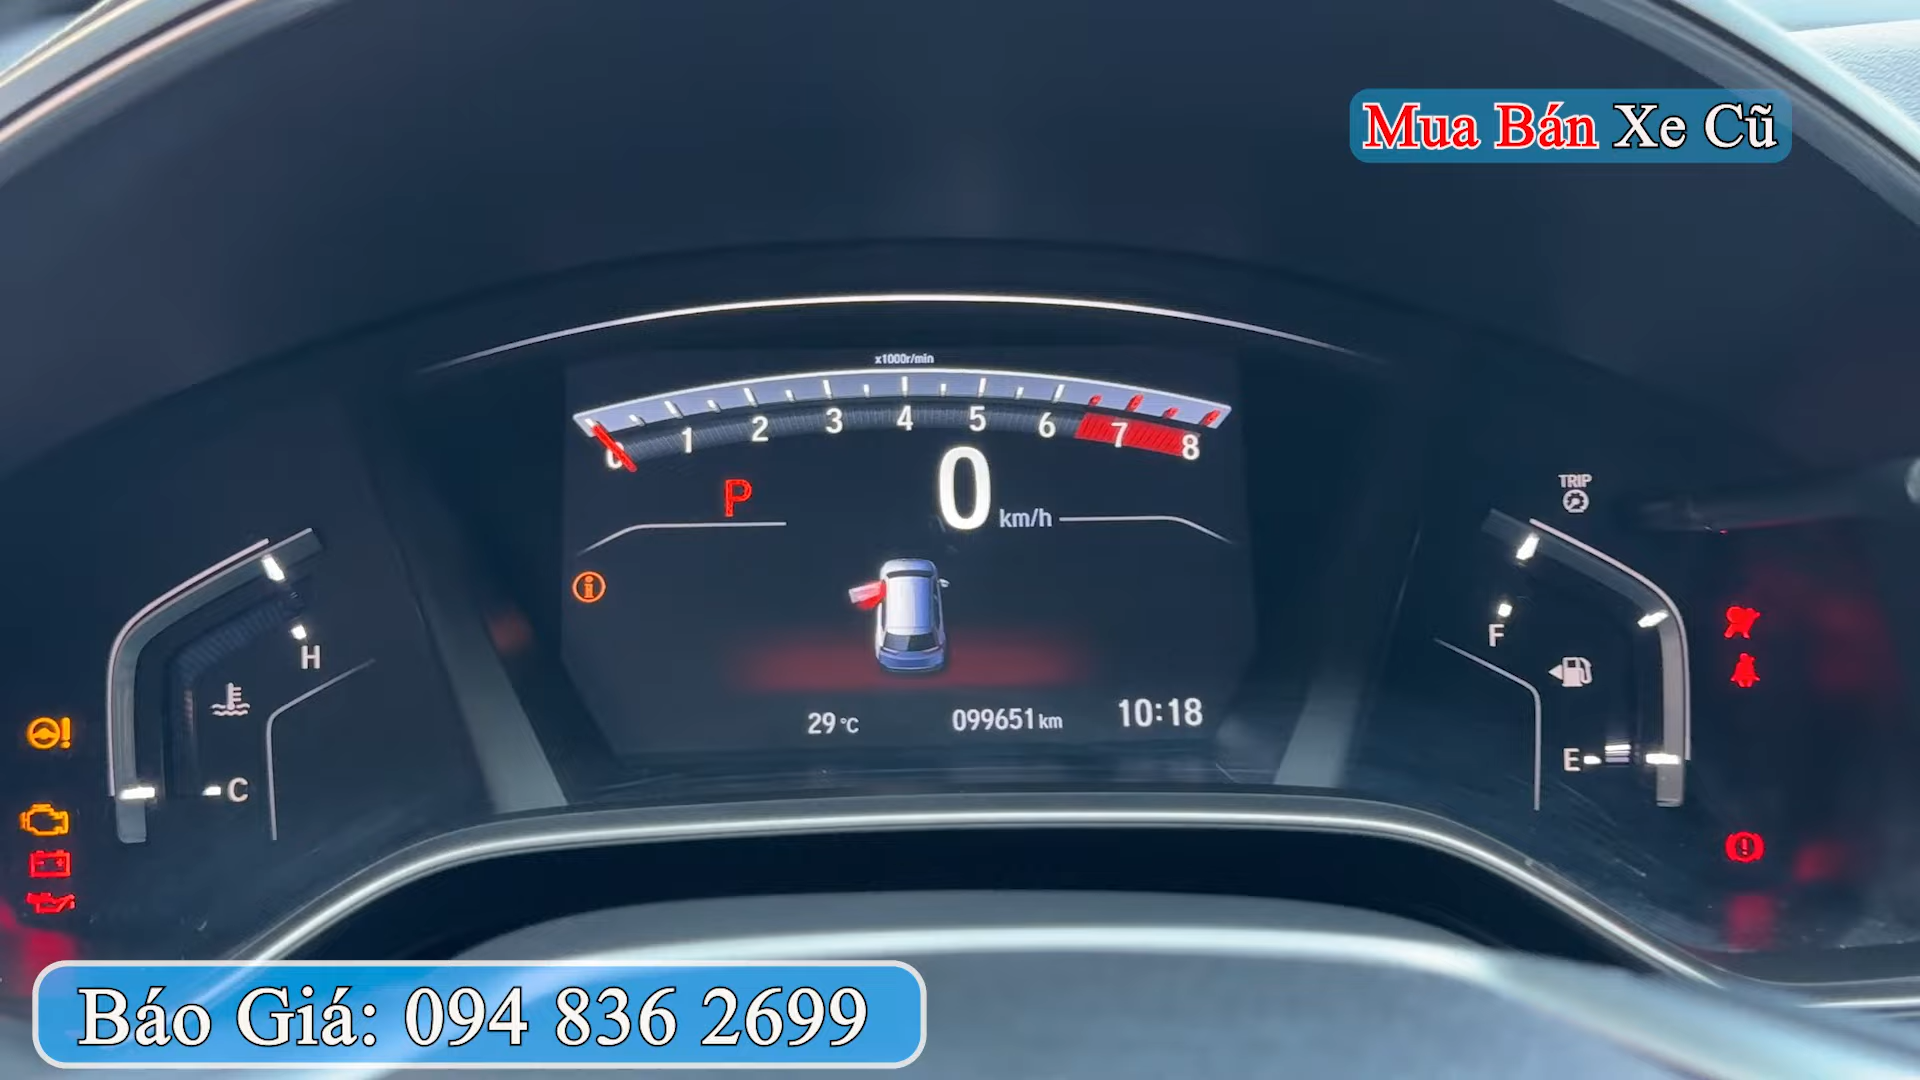 Mua Bán Xe Cũ
x1000r/min
0 1 2 3 4 5 6 7 8
P
0 km/h
TRIP
H
F
C
E
29 °C
099651 km
10:18
Báo Giá: 094 836 2699